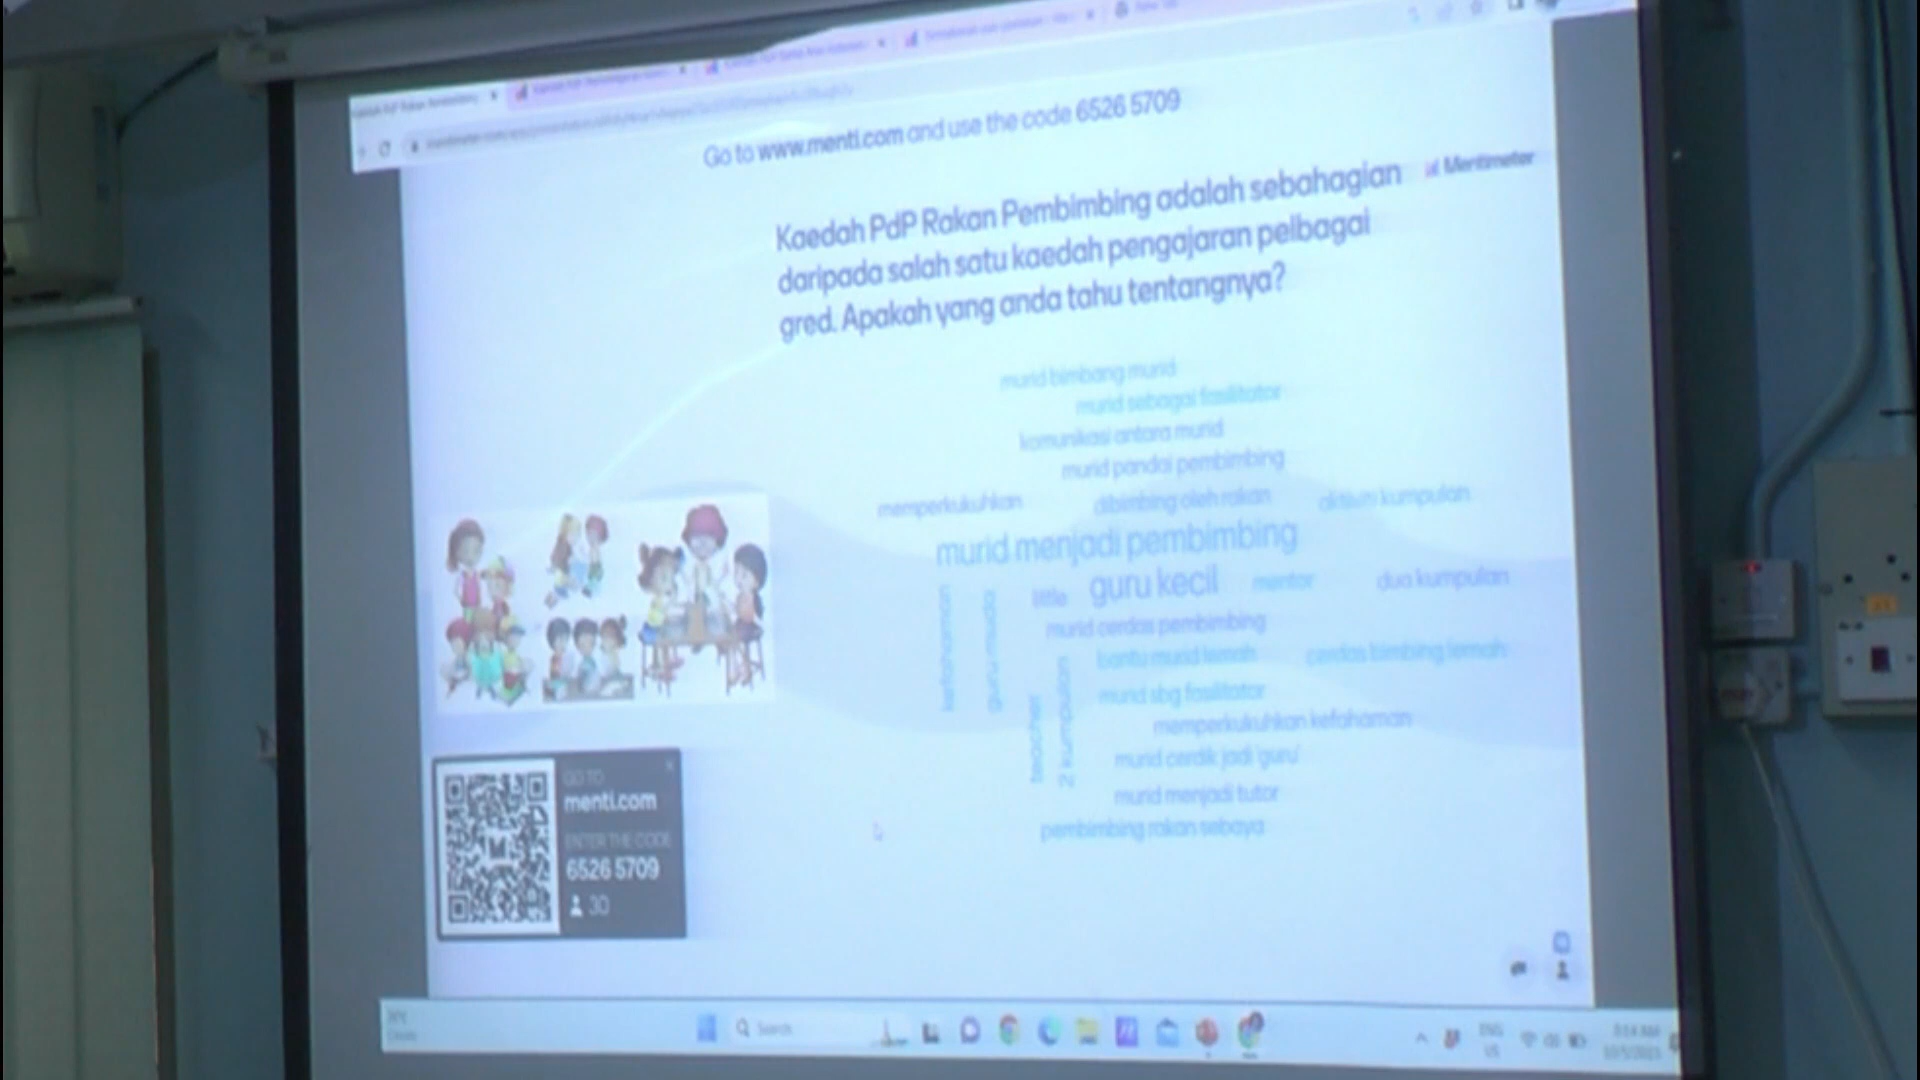 Go to www.menti.com and use the code 6526 5709
Mentimeter
Kaedah PdP Rakan Pembimbing adalah sebahagian
daripada salah satu kaedah pengajaran pelbagai
gred. Apakah yang anda tahu tentangnya?
murid bimbang murid
murid sebagai fasilitator
komunikasi antara murid
murid pandai pembimbing
memperkukuhkan
dibimbing oleh rakan
kumpulan
murid menjadi pembimbing
little
guru kecil
mentor
dua kumpulan
kefahaman
guru muda
murid cerdas pembimbing
bantu murid lemah
cerdas bimbing lemah
teacher
2 kumpulan
murid sbg fasilitator
memperkukuhkan kefahaman
murid cerdik jadi 'guru'
murid menjadi tutor
pembimbing rakan sebaya
GO TO
menti.com
ENTER THE CODE
6526 5709
30
Search
ENG
US